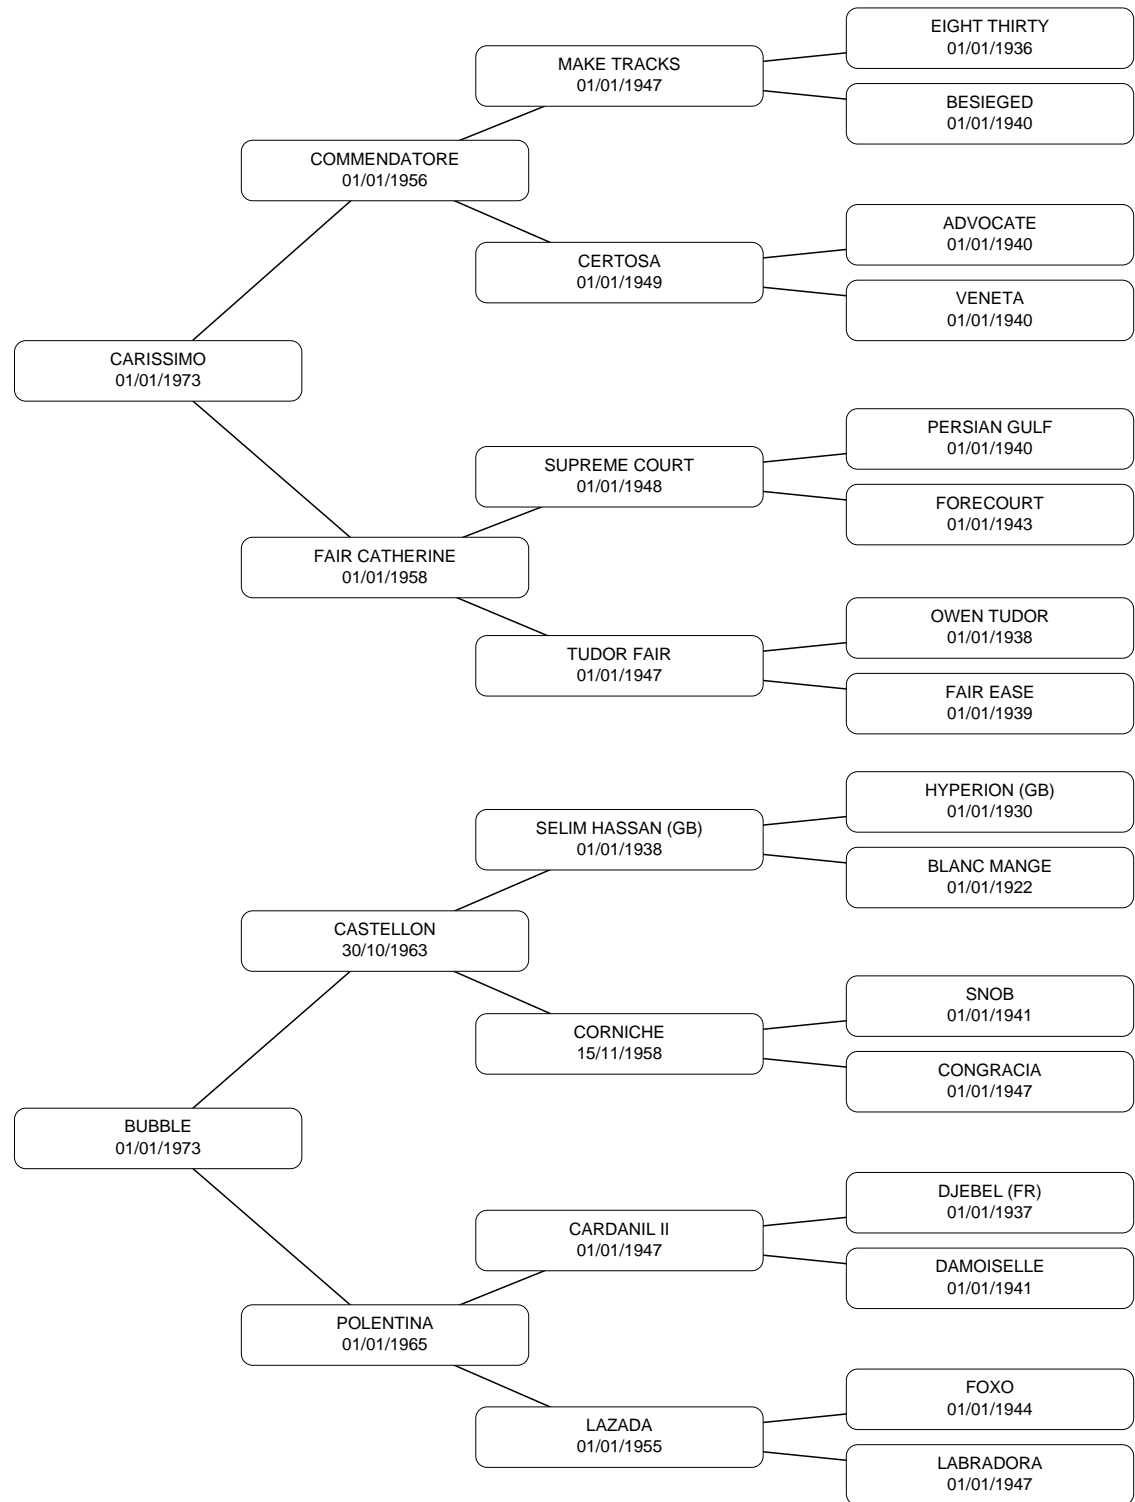 EIGHT THIRTY
01/01/1936
MAKE TRACKS
01/01/1947
BESIEGED
01/01/1940
COMMENDATORE
01/01/1956
ADVOCATE
01/01/1940
CERTOSA
01/01/1949
VENETA
01/01/1940
CARISSIMO
01/01/1973
PERSIAN GULF
01/01/1940
SUPREME COURT
01/01/1948
FORECOURT
01/01/1943
FAIR CATHERINE
01/01/1958
OWEN TUDOR
01/01/1938
TUDOR FAIR
01/01/1947
FAIR EASE
01/01/1939
HYPERION (GB)
01/01/1930
SELIM HASSAN (GB)
01/01/1938
BLANC MANGE
01/01/1922
CASTELLON
30/10/1963
SNOB
01/01/1941
CORNICHE
15/11/1958
CONGRACIA
01/01/1947
BUBBLE
01/01/1973
DJEBEL (FR)
01/01/1937
CARDANIL II
01/01/1947
DAMOISELLE
01/01/1941
POLENTINA
01/01/1965
FOXO
01/01/1944
LAZADA
01/01/1955
LABRADORA
01/01/1947